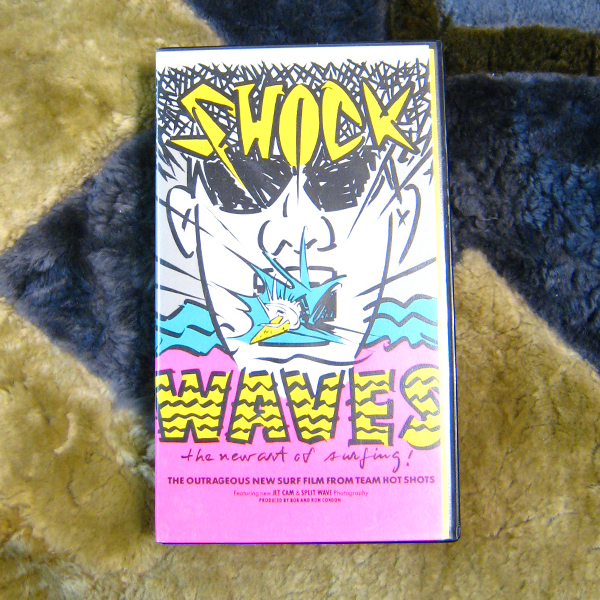 SHOCK
WAVES
the new art of surfing!
THE OUTRAGEOUS NEW SURF FILM FROM TEAM HOT SHOTS
Featuring new JET CAM & SPLIT WAVE Photography
PRODUCED BY BOB AND RON CONDON